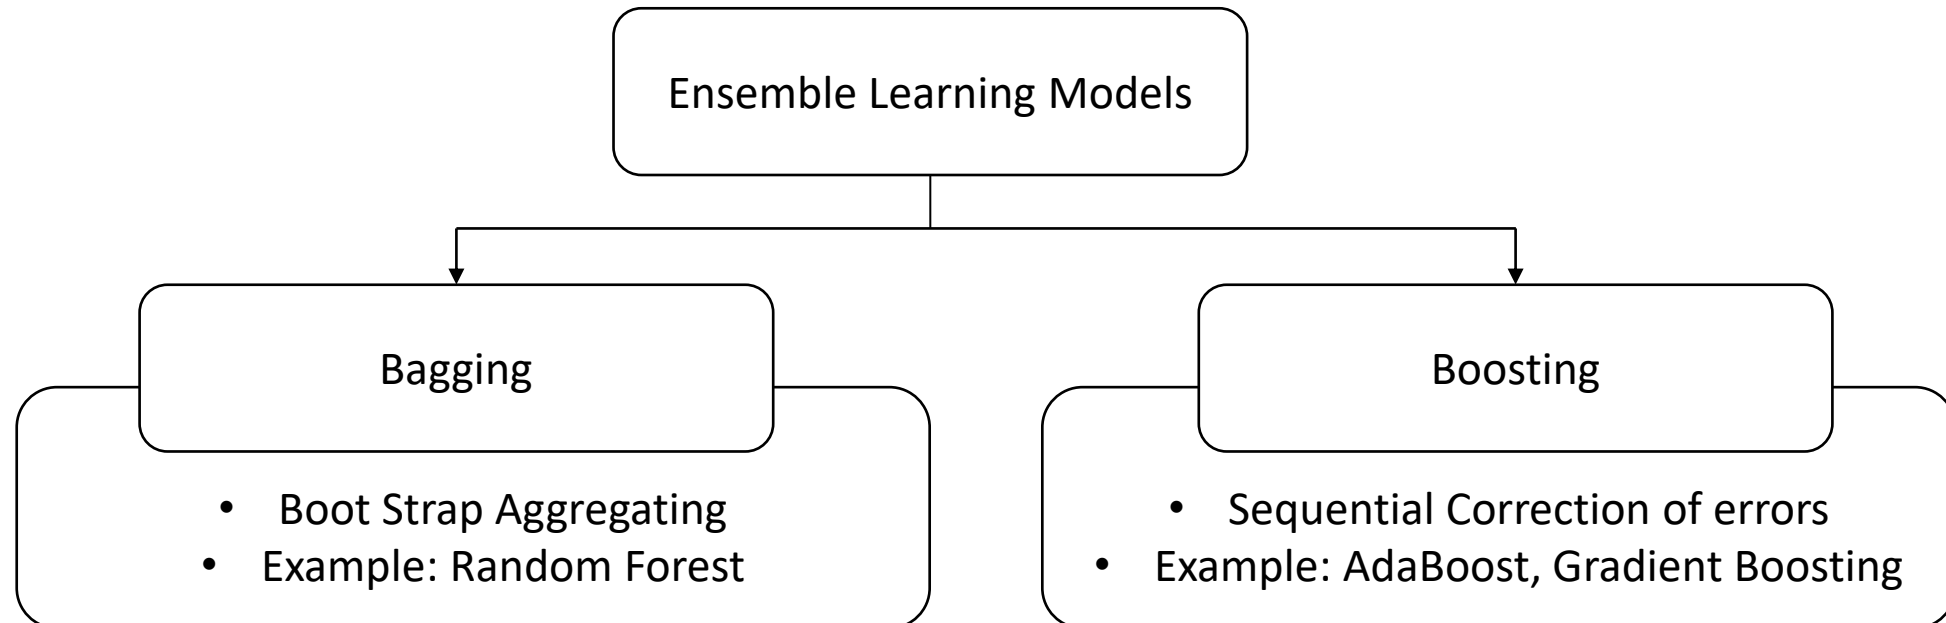 Ensemble Learning Models
Bagging
• Boot Strap Aggregating
• Example: Random Forest
Boosting
• Sequential Correction of errors
• Example: AdaBoost, Gradient Boosting